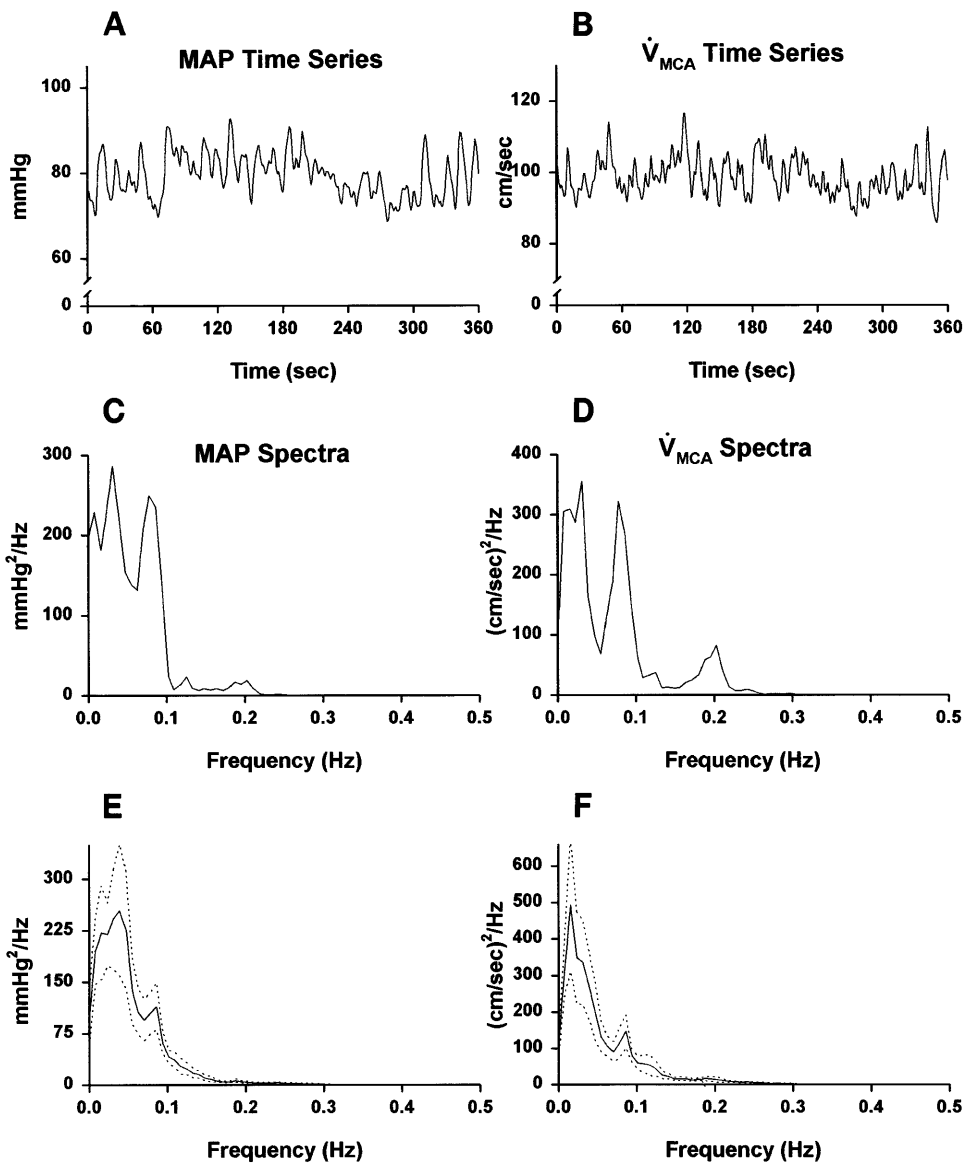 A
MAP Time Series
mmHg
100
80
60
0
0 60 120 180 240 300 360
Time (sec)
B
V̇MCA Time Series
cm/sec
120
100
80
0
0 60 120 180 240 300 360
Time (sec)
C
MAP Spectra
mmHg²/Hz
300
200
100
0
0.0 0.1 0.2 0.3 0.4 0.5
Frequency (Hz)
D
V̇MCA Spectra
(cm/sec)²/Hz
400
300
200
100
0
0.0 0.1 0.2 0.3 0.4 0.5
Frequency (Hz)
E
mmHg²/Hz
300
225
150
75
0
0.0 0.1 0.2 0.3 0.4 0.5
Frequency (Hz)
F
(cm/sec)²/Hz
600
500
400
300
200
100
0
0.0 0.1 0.2 0.3 0.4 0.5
Frequency (Hz)